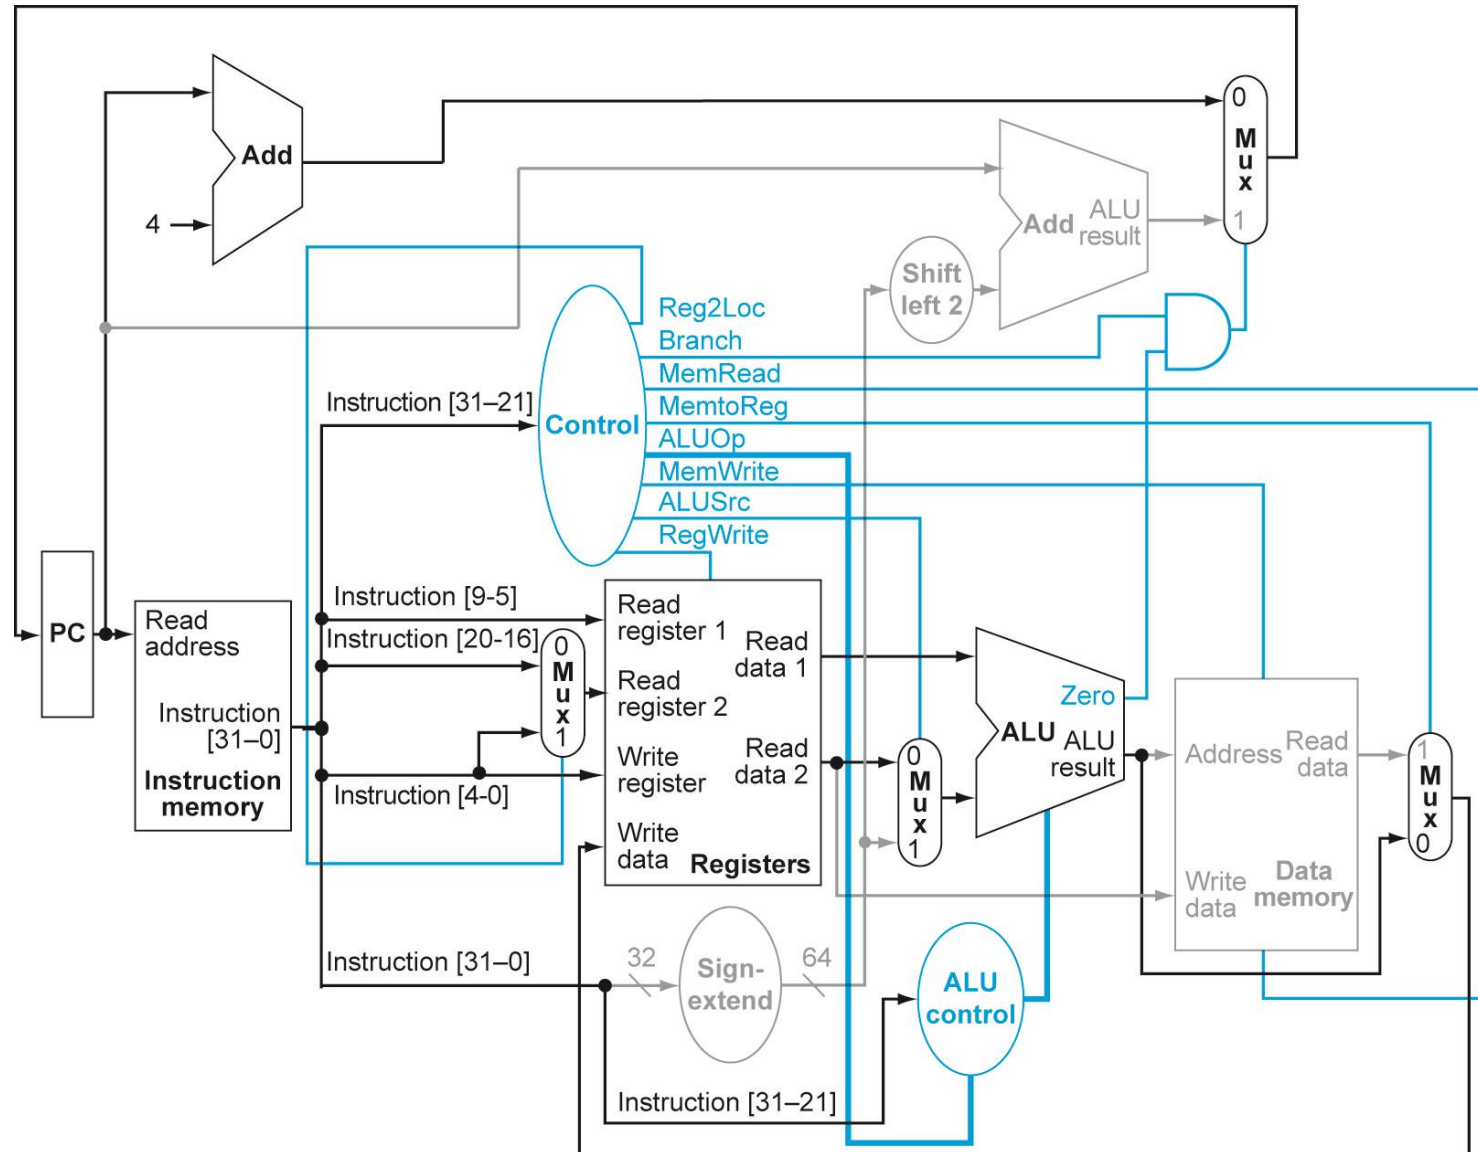 0
M
u
x
1
Add
4
Add
ALU
result
Shift
left 2
Reg2Loc
Branch
MemRead
MemtoReg
ALUOp
MemWrite
ALUSrc
RegWrite
Control
Instruction [31–21]
PC
Read
address
Instruction
[31–0]
Instruction
memory
Instruction [9-5]
Instruction [20-16]
Instruction [4-0]
0
M
u
x
1
Read
register 1
Read
register 2
Write
register
Write
data
Read
data 1
Read
data 2
Registers
0
M
u
x
1
Zero
ALU
ALU
result
Address
Read
data
Write
data
Data
memory
1
M
u
x
0
Instruction [31–0]
32
Sign-
extend
64
ALU
control
Instruction [31–21]